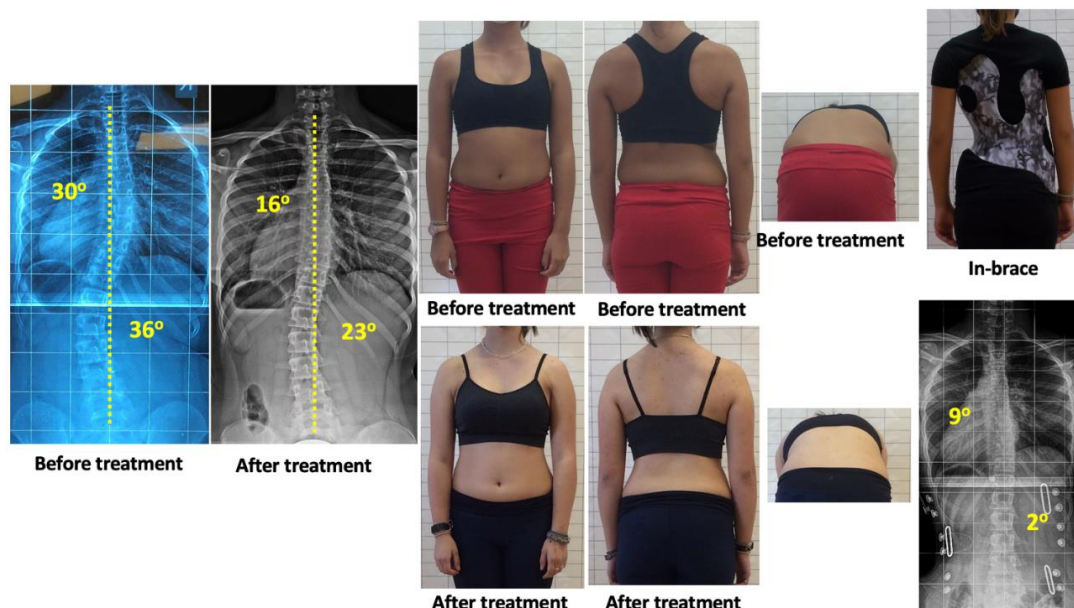 30º
36º
Before treatment
16º
23º
After treatment
Before treatment
Before treatment
Before treatment
In-brace
After treatment
After treatment
9º
2º